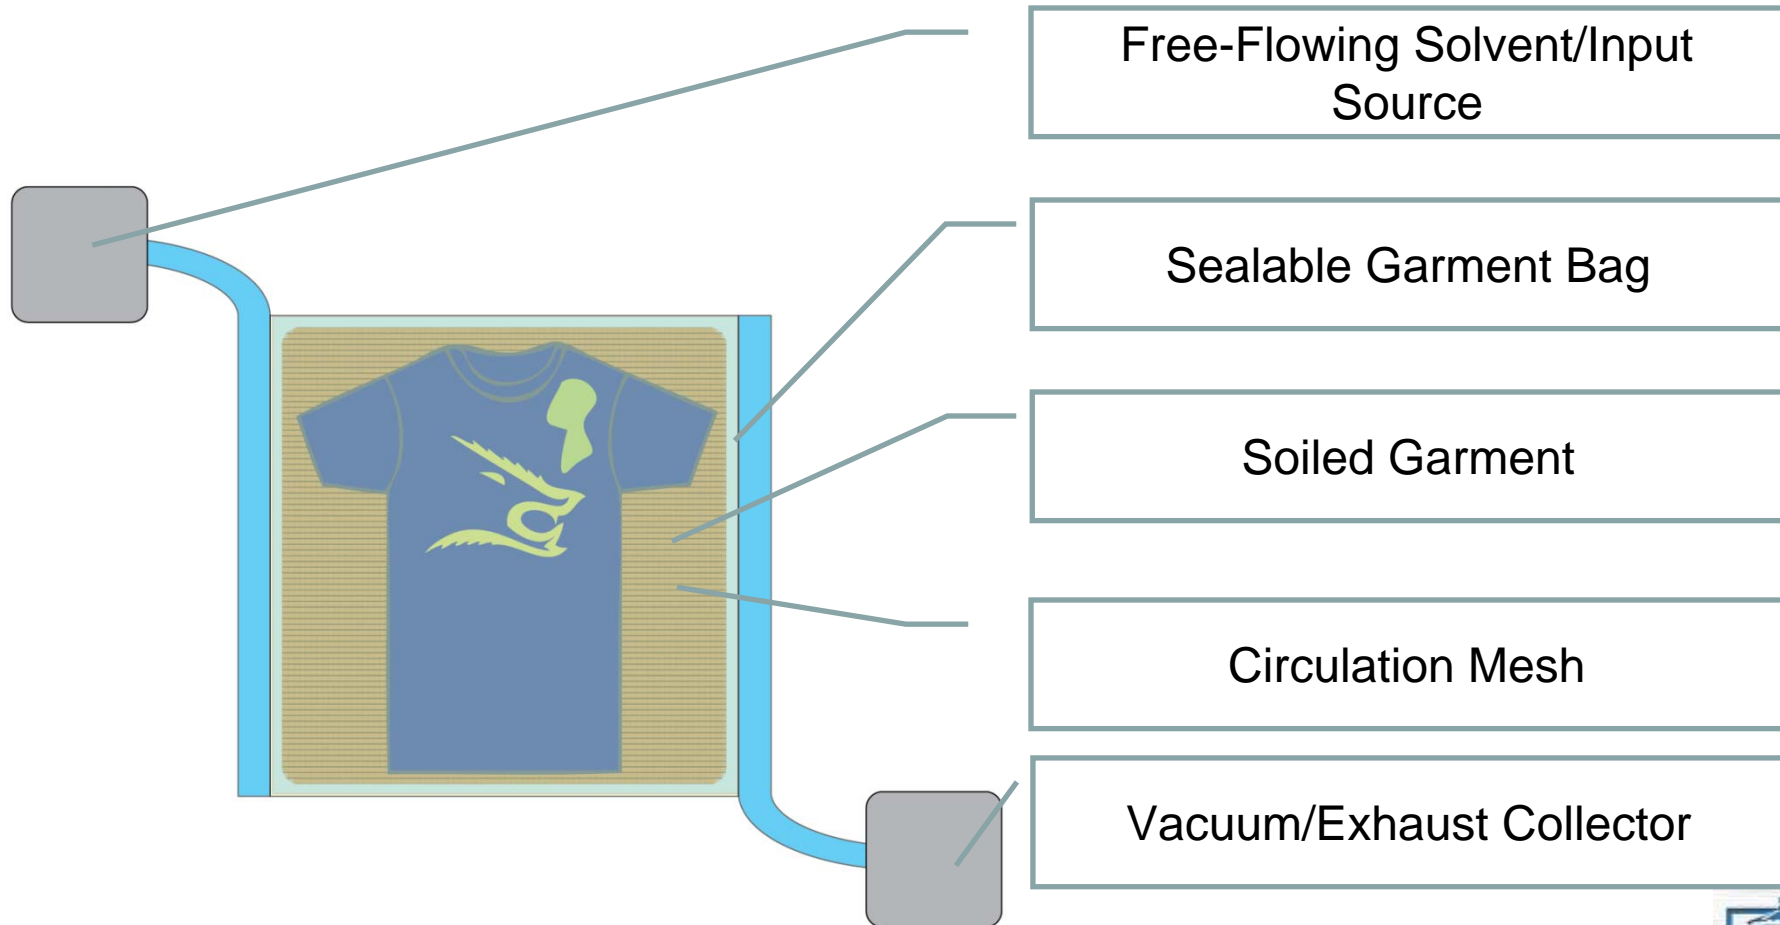 Free-Flowing Solvent/Input
Source
Sealable Garment Bag
Soiled Garment
Circulation Mesh
Vacuum/Exhaust Collector